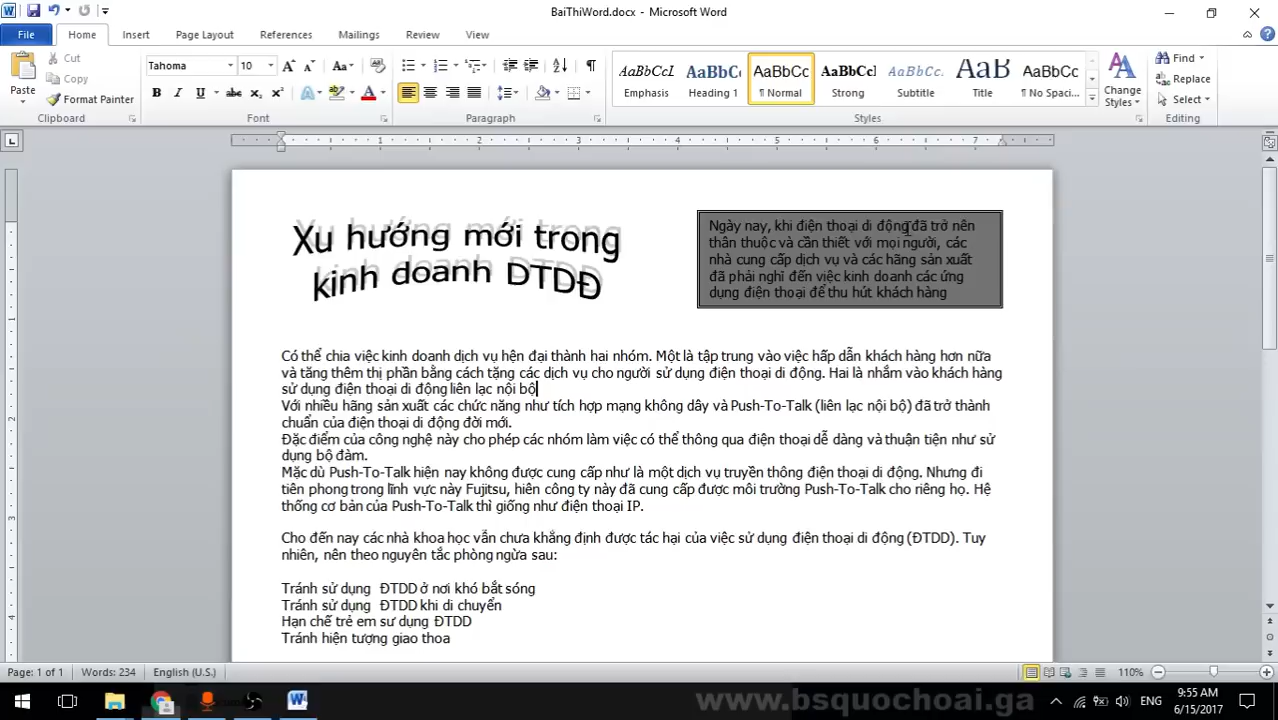 BaiThiWord.docx - Microsoft Word
File Home Insert Page Layout References Mailings Review View
Paste
Cut
Copy
Format Painter
Clipboard
Tahoma 10
Font
Paragraph
AaBbCcI AaBbCc AaBbCc AaBbCcl AaBbCc. AaB AaBbCc
Emphasis Heading 1 ¶ Normal Strong Subtitle Title ¶ No Spaci...
Styles
Change Styles
Find
Replace
Select
Editing
1 2 3 4 5 6 7
Xu hướng mới trong
kinh doanh DTDĐ
Ngày nay, khi điện thoại di động đã trở nên
thân thuộc và cần thiết với mọi người, các
nhà cung cấp dịch vụ và các hãng sản xuất
đã phải nghĩ đến việc kinh doanh các ứng
dụng điện thoại để thu hút khách hàng
Có thể chia việc kinh doanh dịch vụ hện đại thành hai nhóm. Một là tập trung vào việc hấp dẫn khách hàng hơn nữa
và tăng thêm thị phần bằng cách tặng các dịch vụ cho người sử dụng điện thoại di động. Hai là nhắm vào khách hàng
sử dụng điện thoại di động liên lạc nội bộ
Với nhiều hãng sản xuất các chức năng như tích hợp mạng không dây và Push-To-Talk (liên lạc nội bộ) đã trở thành
chuẩn của điện thoại di động đời mới.
Đặc điểm của công nghệ này cho phép các nhóm làm việc có thể thông qua điện thoại dễ dàng và thuận tiện như sử
dụng bộ đàm.
Mặc dù Push-To-Talk hiện nay không được cung cấp như là một dịch vụ truyền thông điện thoại di động. Nhưng đi
tiên phong trong lĩnh vực này Fujitsu, hiên công ty này đã cung cấp được môi trường Push-To-Talk cho riêng họ. Hệ
thống cơ bản của Push-To-Talk thì giống như điện thoại IP.
Cho đến nay các nhà khoa học vẫn chưa khẳng định được tác hại của việc sử dụng điện thoại di động (ĐTDD). Tuy
nhiên, nên theo nguyên tắc phòng ngừa sau:
Tránh sử dụng ĐTDD ở nơi khó bắt sóng
Tránh sử dụng ĐTDD khi di chuyển
Hạn chế trẻ em sư dụng ĐTDD
Tránh hiện tượng giao thoa
Page: 1 of 1 Words: 234 English (U.S.) 110%
www.bsquochoai.ga
ENG
9:55 AM
6/15/2017